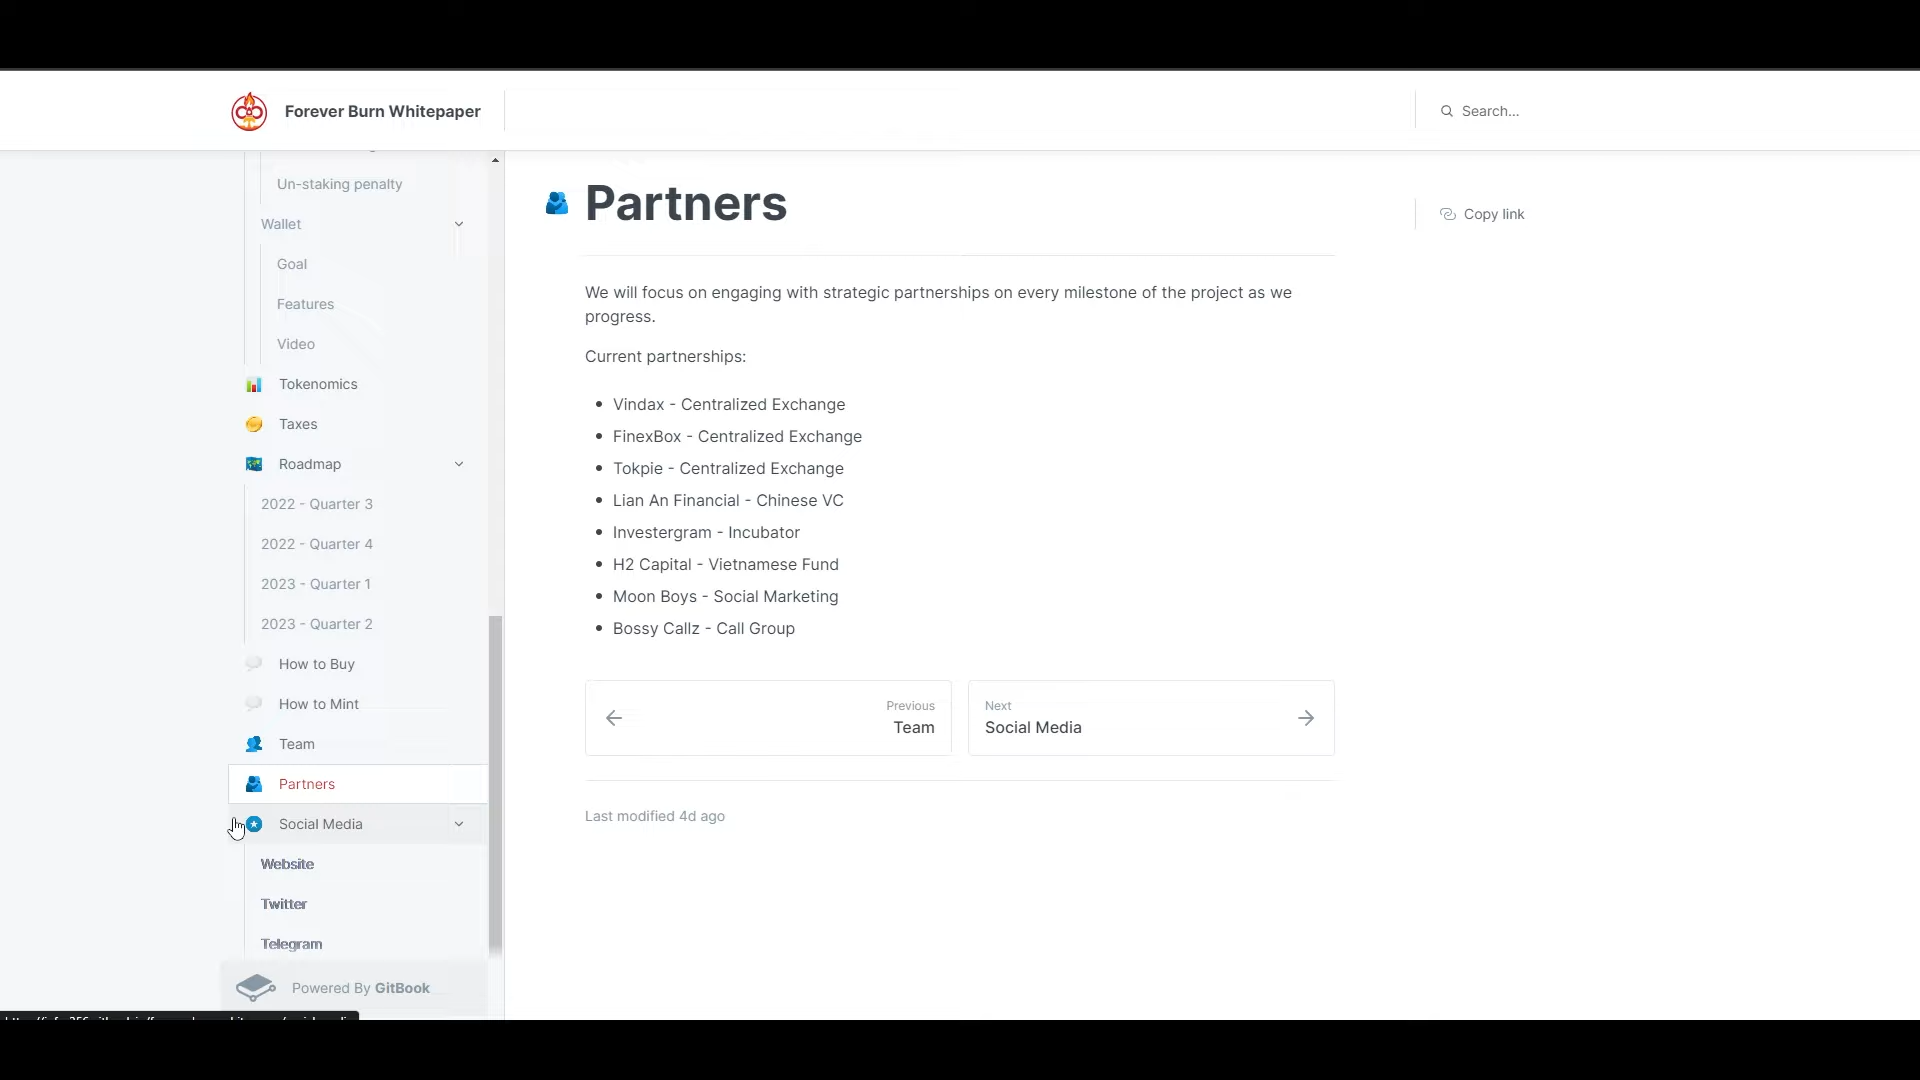 Forever Burn Whitepaper
Search...
Un-staking penalty
Wallet
Goal
Features
Video
Tokenomics
Taxes
Roadmap
2022 - Quarter 3
2022 - Quarter 4
2023 - Quarter 1
2023 - Quarter 2
How to Buy
How to Mint
Team
Partners
Social Media
Website
Twitter
Telegram
Powered By GitBook
Partners
Copy link
We will focus on engaging with strategic partnerships on every milestone of the project as we
progress.
Current partnerships:
Vindax - Centralized Exchange
FinexBox - Centralized Exchange
Tokpie - Centralized Exchange
Lian An Financial - Chinese VC
Investergram - Incubator
H2 Capital - Vietnamese Fund
Moon Boys - Social Marketing
Bossy Callz - Call Group
Previous
Team
Next
Social Media
Last modified 4d ago